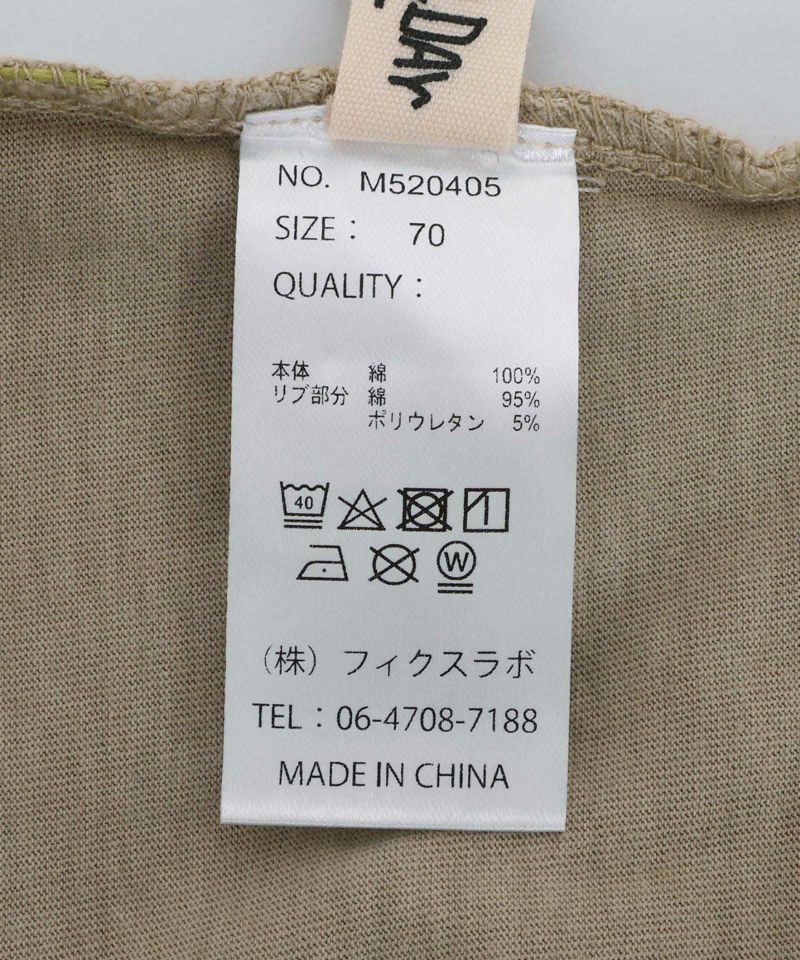 DAY
NO. M520405
SIZE： 70
QUALITY：
本体 綿 100%
リブ部分 綿 95%
ポリウレタン 5%
40
W
（株）フィクスラボ
TEL：06-4708-7188
MADE IN CHINA